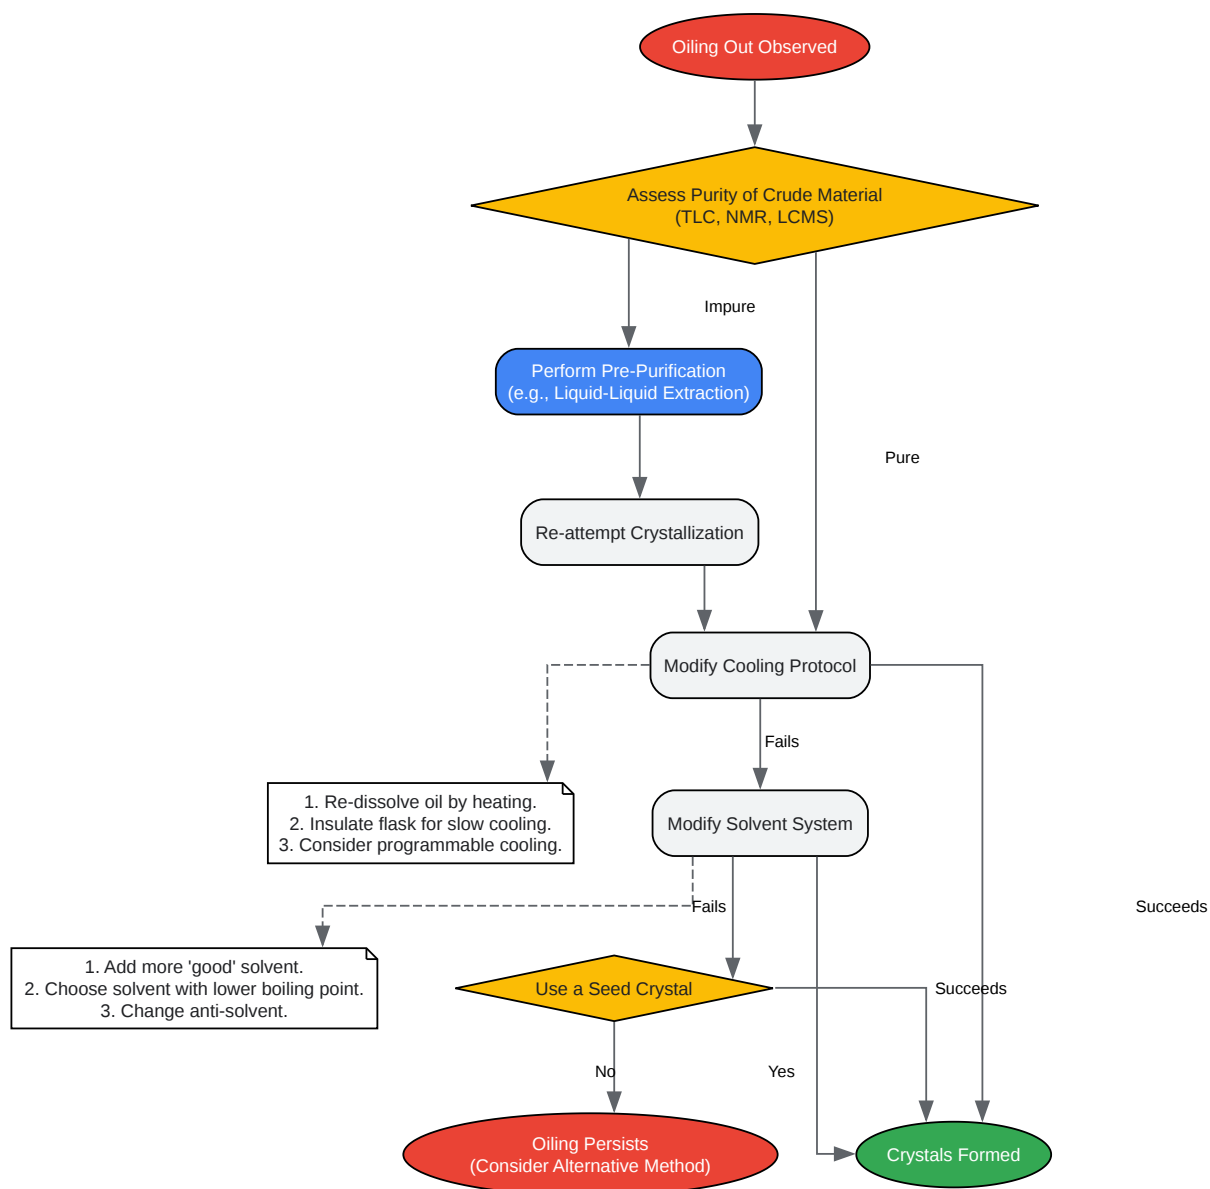 Oiling Out Observed
Assess Purity of Crude Material
(TLC, NMR, LCMS)
Impure
Perform Pre-Purification
(e.g., Liquid-Liquid Extraction)
Pure
Re-attempt Crystallization
Modify Cooling Protocol
Fails
1. Re-dissolve oil by heating.
2. Insulate flask for slow cooling.
3. Consider programmable cooling.
Modify Solvent System
Fails
Succeeds
1. Add more 'good' solvent.
2. Choose solvent with lower boiling point.
3. Change anti-solvent.
Use a Seed Crystal
Succeeds
No
Yes
Oiling Persists
(Consider Alternative Method)
Crystals Formed